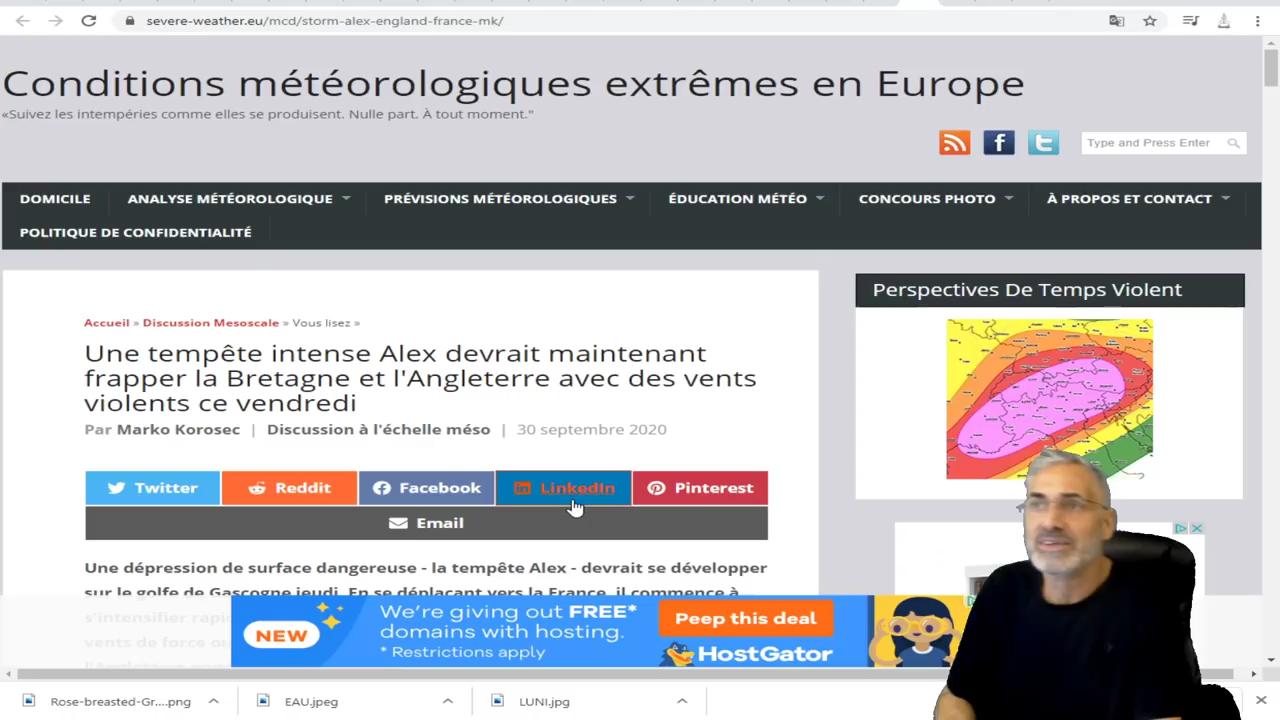 severe-weather.eu/mcd/storm-alex-england-france-mk/
Conditions météorologiques extrêmes en Europe
«Suivez les intempéries comme elles se produisent. Nulle part. À tout moment."
Type and Press Enter
DOMICILE
ANALYSE MÉTÉOROLOGIQUE
PRÉVISIONS MÉTÉOROLOGIQUES
ÉDUCATION MÉTÉO
CONCOURS PHOTO
À PROPOS ET CONTACT
POLITIQUE DE CONFIDENTIALITÉ
Accueil » Discussion Mesoscale » Vous lisez »
Une tempête intense Alex devrait maintenant
frapper la Bretagne et l'Angleterre avec des vents
violents ce vendredi
Par Marko Korosec | Discussion à l'échelle méso | 30 septembre 2020
Twitter
Reddit
Facebook
LinkedIn
Pinterest
Email
Une dépression de surface dangereuse - la tempête Alex - devrait se développer
sur le golfe de Gascogne jeudi. En se déplaçant vers la France, il commence à
s'intensifier
vents de force
Perspectives De Temps Violent
NEW
We're giving out FREE*
domains with hosting.
* Restrictions apply
Peep this deal
HostGator
Rose-breasted-Gr....png
EAU.jpeg
LUNI.jpg